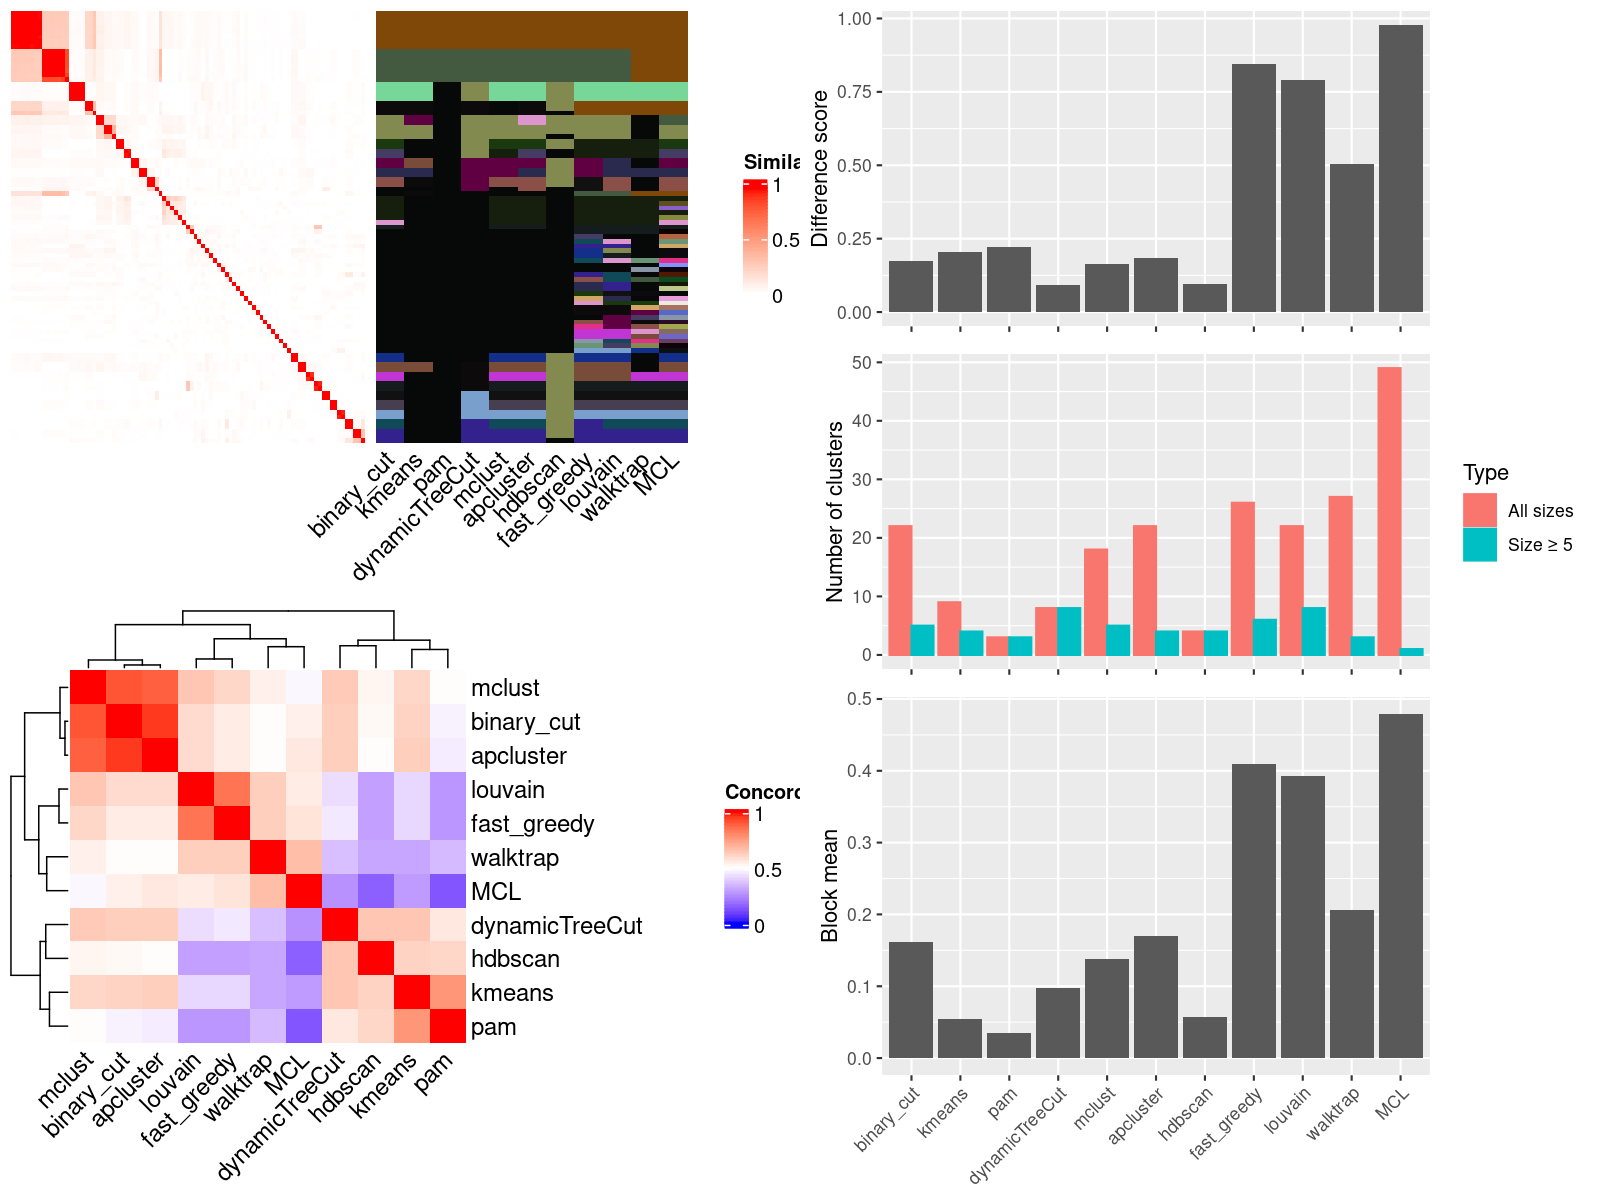 Simila
1
0.5
0
binary_cut
kmeans
pam
dynamicTreeCut
mclust
apcluster
hdbscan
fast_greedy
louvain
walktrap
MCL
mclust
binary_cut
apcluster
louvain
fast_greedy
walktrap
MCL
dynamicTreeCut
hdbscan
kmeans
pam
mclust
binary_cut
apcluster
louvain
fast_greedy
walktrap
MCL
dynamicTreeCut
hdbscan
kmeans
pam
Concord
1
0.5
0
Difference score
1.00
0.75
0.50
0.25
0.00
Number of clusters
50
40
30
20
10
0
Type
All sizes
Size ≥ 5
Block mean
0.5
0.4
0.3
0.2
0.1
0.0
binary_cut
kmeans
pam
dynamicTreeCut
mclust
apcluster
hdbscan
fast_greedy
louvain
walktrap
MCL